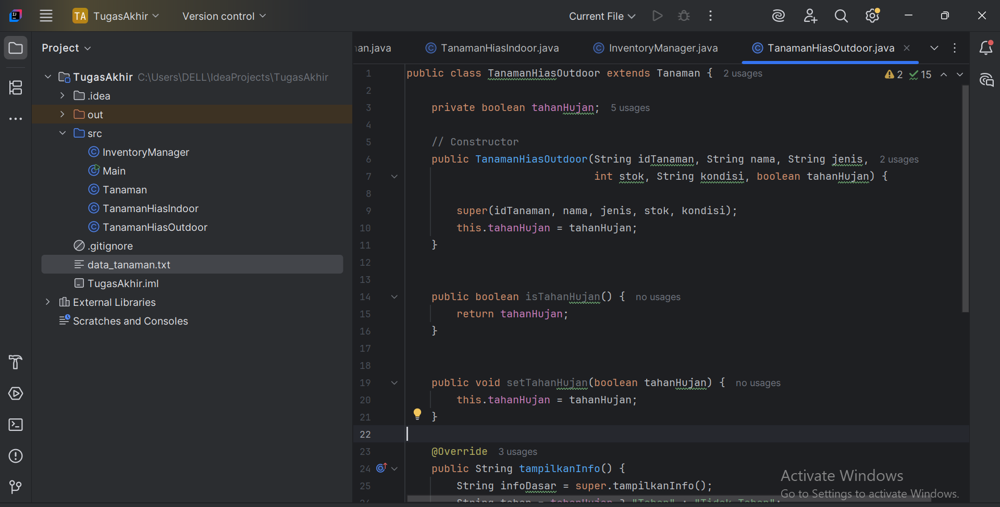 TA TugasAkhir Version control Current File
Project
TugasAkhir C:\Users\DELL\IdeaProjects\TugasAkhir
.idea
out
src
InventoryManager
Main
Tanaman
TanamanHiasIndoor
TanamanHiasOutdoor
.gitignore
data_tanaman.txt
TugasAkhir.iml
External Libraries
Scratches and Consoles
an.java TanamanHiasIndoor.java InventoryManager.java TanamanHiasOutdoor.java
2 15
1 public class TanamanHiasOutdoor extends Tanaman { 2 usages
2
3 private boolean tahanHujan; 5 usages
4
5 // Constructor
6 public TanamanHiasOutdoor(String idTanaman, String nama, String jenis, 2 usages
7 int stok, String kondisi, boolean tahanHujan) {
8
9 super(idTanaman, nama, jenis, stok, kondisi);
10 this.tahanHujan = tahanHujan;
11 }
12
13
14 public boolean isTahanHujan() { no usages
15 return tahanHujan;
16 }
17
18
19 public void setTahanHujan(boolean tahanHujan) { no usages
20 this.tahanHujan = tahanHujan;
21 }
22
23 @Override 3 usages
24 public String tampilkanInfo() {
25 String infoDasar = super.tampilkanInfo();
26 String tahan = tahanHujan ? "Tahan" : "Tidak Tahan";
Activate Windows
Go to Settings to activate Windows.